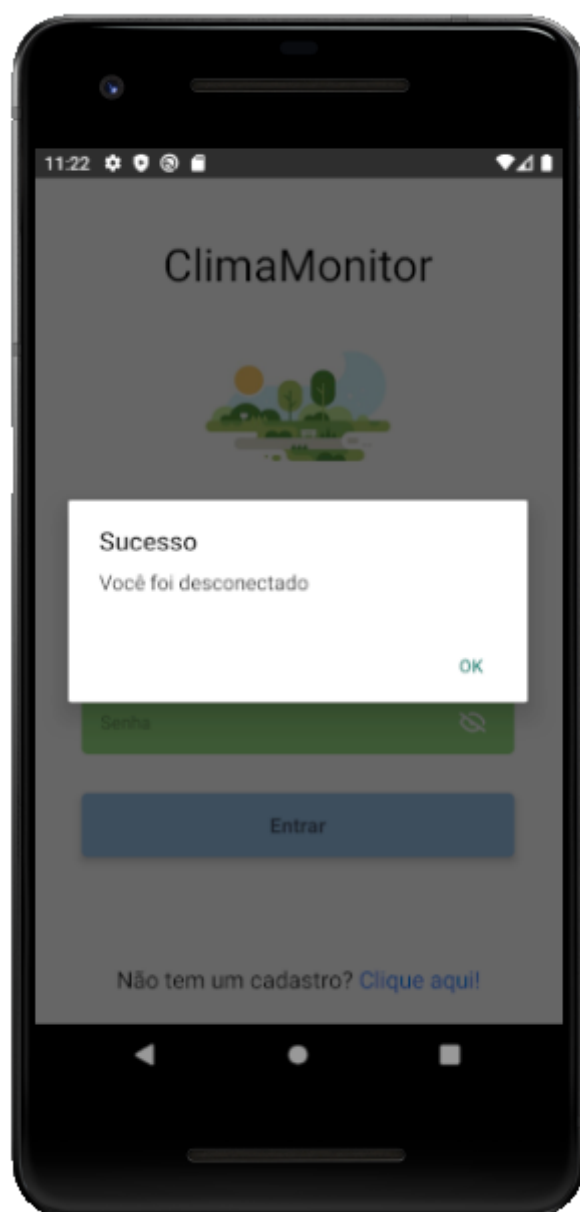 11:22
ClimaMonitor
Sucesso
Você foi desconectado
OK
Senha
Entrar
Não tem um cadastro? Clique aqui!